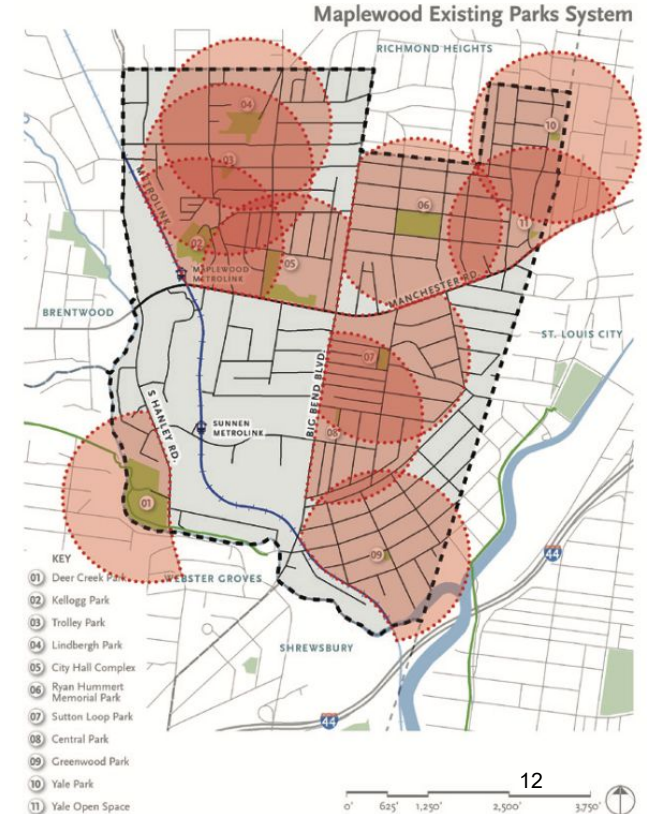 Maplewood Existing Parks System
RICHMOND HEIGHTS
04
10
03
METROLINK
06
02
11
05
MAPLEWOOD
METROLINK
MANCHESTER RD.
BRENTWOOD
ST. LOUIS CITY
07
BIG BEND BLVD.
S HANLEY RD.
SUNNEN
METROLINK
08
01
09
44
KEY
01 Deer Creek Park
WEBSTER GROVES
02 Kellogg Park
03 Trolley Park
04 Lindbergh Park
SHREWSBURY
05 City Hall Complex
06 Ryan Hummert
Memorial Park
07 Sutton Loop Park
44
08 Central Park
09 Greenwood Park
10 Yale Park
11 Yale Open Space
12
0' 625' 1,250' 2,500' 3,750'